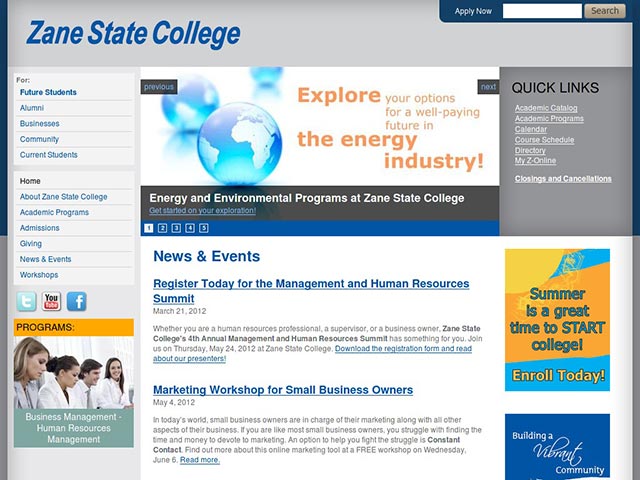 Apply Now
Search
Zane State College
For:
Future Students
Alumni
Businesses
Community
Current Students
Home
About Zane State College
Academic Programs
Admissions
Giving
News & Events
Workshops
You
Tube
PROGRAMS:
Business Management -
Human Resources
Management
previous
next
Explore your options
for a well-paying
future in
the energy
industry!
Energy and Environmental Programs at Zane State College
Get started on your exploration!
1 2 3 4 5
News & Events
Register Today for the Management and Human Resources
Summit
March 21, 2012
Whether you are a human resources professional, a supervisor, or a business owner, Zane State
College's 4th Annual Management and Human Resources Summit has something for you. Join
us on Thursday, May 24, 2012 at Zane State College. Download the registration form and read
about our presenters!
Marketing Workshop for Small Business Owners
May 4, 2012
In today's world, small business owners are in charge of their marketing along with all other
aspects of their business. If you are like most small business owners, you struggle with finding the
time and money to devote to marketing. An option to help you fight the struggle is Constant
Contact. Find out more about this online marketing tool at a FREE workshop on Wednesday,
June 6. Read more.
QUICK LINKS
Academic Catalog
Academic Programs
Calendar
Course Schedule
Directory
My Z-Online
Closings and Cancellations
Summer
is a great
time to START
college!
Enroll Today!
Building a
Vibrant
Community